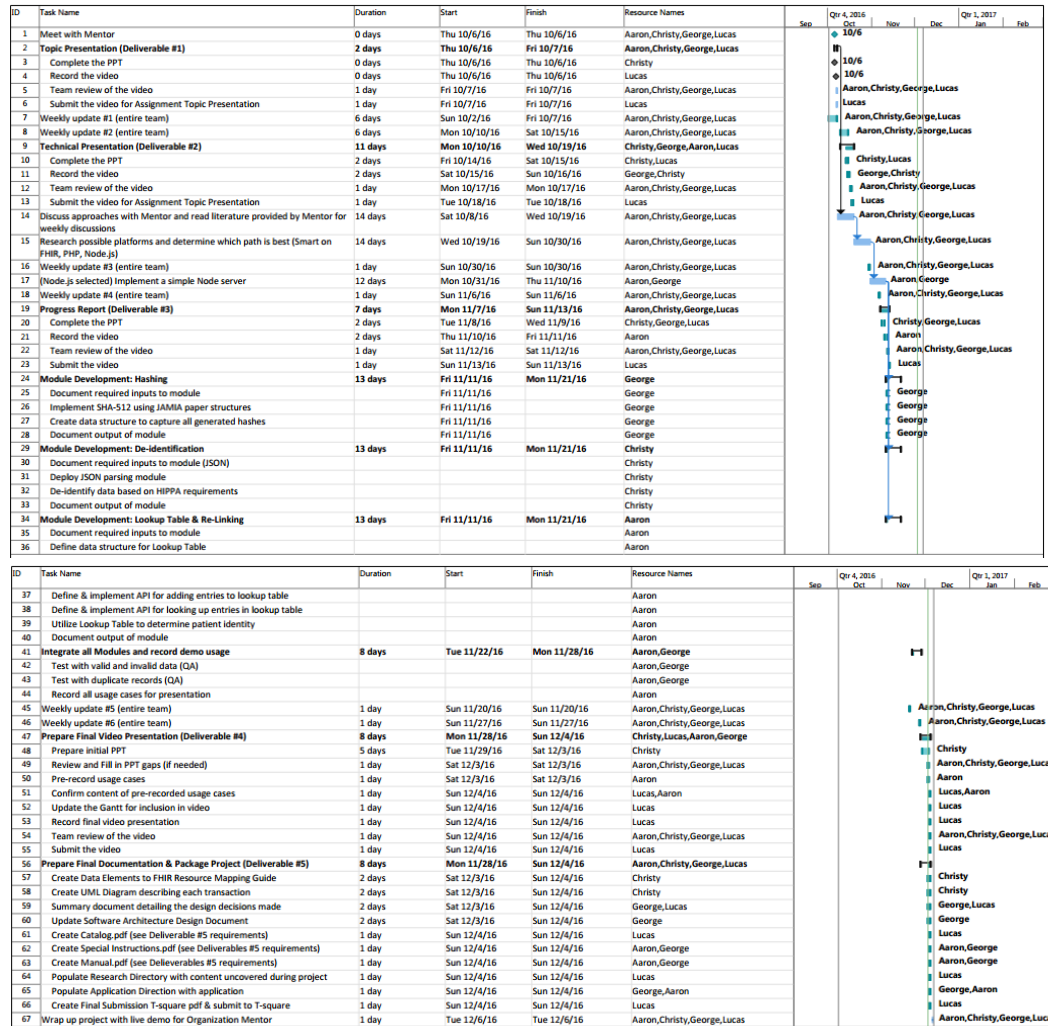 ID Task Name Duration Start Finish Resource Names Qtr 4, 2016 Qtr 1, 2017
Sep Oct Nov Dec Jan Feb
1 Meet with Mentor 0 days Thu 10/6/16 Thu 10/6/16 Aaron,Christy,George,Lucas 10/6
2 Topic Presentation (Deliverable #1) 2 days Thu 10/6/16 Fri 10/7/16 Aaron,Christy,George,Lucas
3 Complete the PPT 0 days Thu 10/6/16 Thu 10/6/16 Christy 10/6
4 Record the video 0 days Thu 10/6/16 Thu 10/6/16 Lucas 10/6
5 Team review of the video 1 day Fri 10/7/16 Fri 10/7/16 Aaron,Christy,George,Lucas Aaron,Christy,George,Lucas
6 Submit the video for Assignment Topic Presentation 1 day Fri 10/7/16 Fri 10/7/16 Lucas Lucas
7 Weekly update #1 (entire team) 6 days Sun 10/2/16 Fri 10/7/16 Aaron,Christy,George,Lucas Aaron,Christy,George,Lucas
8 Weekly update #2 (entire team) 6 days Mon 10/10/16 Sat 10/15/16 Aaron,Christy,George,Lucas Aaron,Christy,George,Lucas
9 Technical Presentation (Deliverable #2) 11 days Mon 10/10/16 Wed 10/19/16 Christy,George,Aaron,Lucas
10 Complete the PPT 2 days Fri 10/14/16 Sat 10/15/16 Christy,Lucas Christy,Lucas
11 Record the video 2 days Sat 10/15/16 Sun 10/16/16 George,Christy George,Christy
12 Team review of the video 1 day Mon 10/17/16 Mon 10/17/16 Aaron,Christy,George,Lucas Aaron,Christy,George,Lucas
13 Submit the video for Assignment Topic Presentation 1 day Tue 10/18/16 Tue 10/18/16 Lucas Lucas
14 Discuss approaches with Mentor and read literature provided by Mentor for 14 days Sat 10/8/16 Wed 10/19/16 Aaron,Christy,George,Lucas Aaron,Christy,George,Lucas
weekly discussions
15 Research possible platforms and determine which path is best (Smart on 14 days Wed 10/19/16 Sun 10/30/16 Aaron,Christy,George,Lucas Aaron,Christy,George,Lucas
FHIR, PHP, Node.js)
16 Weekly update #3 (entire team) 1 day Sun 10/30/16 Sun 10/30/16 Aaron,Christy,George,Lucas Aaron,Christy,George,Lucas
17 (Node.js selected) Implement a simple Node server 12 days Mon 10/31/16 Thu 11/10/16 Aaron,George Aaron,George
18 Weekly update #4 (entire team) 1 day Sun 11/6/16 Sun 11/6/16 Aaron,Christy,George,Lucas Aaron,Christy,George,Lucas
19 Progress Report (Deliverable #3) 7 days Mon 11/7/16 Sun 11/13/16 Aaron,Christy,George,Lucas
20 Complete the PPT 2 days Tue 11/8/16 Wed 11/9/16 Christy,George,Lucas Christy,George,Lucas
21 Record the video 2 days Thu 11/10/16 Fri 11/11/16 Aaron Aaron
22 Team review of the video 1 day Sat 11/12/16 Sat 11/12/16 Aaron,Christy,George,Lucas Aaron,Christy,George,Lucas
23 Submit the video 1 day Sun 11/13/16 Sun 11/13/16 Lucas Lucas
24 Module Development: Hashing 13 days Fri 11/11/16 Mon 11/21/16 George
25 Document required inputs to module Fri 11/11/16 George George
26 Implement SHA-512 using JAMIA paper structures Fri 11/11/16 George George
27 Create data structure to capture all generated hashes Fri 11/11/16 George George
28 Document output of module Fri 11/11/16 George George
29 Module Development: De-identification 13 days Fri 11/11/16 Mon 11/21/16 Christy
30 Document required inputs to module (JSON) Christy
31 Deploy JSON parsing module Christy
32 De-identify data based on HIPPA requirements Christy
33 Document output of module Christy
34 Module Development: Lookup Table & Re-Linking 13 days Fri 11/11/16 Mon 11/21/16 Aaron
35 Document required inputs to module Aaron
36 Define data structure for Lookup Table Aaron
ID Task Name Duration Start Finish Resource Names Qtr 4, 2016 Qtr 1, 2017
Sep Oct Nov Dec Jan Feb
37 Define & implement API for adding entries to lookup table Aaron
38 Define & implement API for looking up entries in lookup table Aaron
39 Utilize Lookup Table to determine patient identity Aaron
40 Document output of module Aaron
41 Integrate all Modules and record demo usage 8 days Tue 11/22/16 Mon 11/28/16 Aaron,George
42 Test with valid and invalid data (QA) Aaron,George
43 Test with duplicate records (QA) Aaron,George
44 Record all usage cases for presentation Aaron
45 Weekly update #5 (entire team) 1 day Sun 11/20/16 Sun 11/20/16 Aaron,Christy,George,Lucas Aaron,Christy,George,Lucas
46 Weekly update #6 (entire team) 1 day Sun 11/27/16 Sun 11/27/16 Aaron,Christy,George,Lucas Aaron,Christy,George,Lucas
47 Prepare Final Video Presentation (Deliverable #4) 8 days Mon 11/28/16 Sun 12/4/16 Christy,Lucas,Aaron,George
48 Prepare initial PPT 5 days Tue 11/29/16 Sat 12/3/16 Christy Christy
49 Review and Fill in PPT gaps (if needed) 1 day Sat 12/3/16 Sat 12/3/16 Aaron,Christy,George,Lucas Aaron,Christy,George,Luca
50 Pre-record usage cases 1 day Sat 12/3/16 Sat 12/3/16 Aaron Aaron
51 Confirm content of pre-recorded usage cases 1 day Sun 12/4/16 Sun 12/4/16 Lucas,Aaron Lucas,Aaron
52 Update the Gantt for inclusion in video 1 day Sun 12/4/16 Sun 12/4/16 Lucas Lucas
53 Record final video presentation 1 day Sun 12/4/16 Sun 12/4/16 Lucas Lucas
54 Team review of the video 1 day Sun 12/4/16 Sun 12/4/16 Aaron,Christy,George,Lucas Aaron,Christy,George,Luca
55 Submit the video 1 day Sun 12/4/16 Sun 12/4/16 Lucas Lucas
56 Prepare Final Documentation & Package Project (Deliverable #5) 8 days Mon 11/28/16 Sun 12/4/16 Aaron,Christy,George,Lucas
57 Create Data Elements to FHIR Resource Mapping Guide 2 days Sat 12/3/16 Sun 12/4/16 Christy Christy
58 Create UML Diagram describing each transaction 2 days Sat 12/3/16 Sun 12/4/16 Christy Christy
59 Summary document detailing the design decisions made 2 days Sat 12/3/16 Sun 12/4/16 George,Lucas George,Lucas
60 Update Software Architecture Design Document 2 days Sat 12/3/16 Sun 12/4/16 George George
61 Create Catalog.pdf (see Deliverable #5 requirements) 1 day Sun 12/4/16 Sun 12/4/16 Lucas Lucas
62 Create Special Instructions.pdf (see Deliverables #5 requirements) 1 day Sun 12/4/16 Sun 12/4/16 Aaron,George Aaron,George
63 Create Manual.pdf (see Delieverables #5 requirements) 1 day Sun 12/4/16 Sun 12/4/16 Aaron,George Aaron,George
64 Populate Research Directory with content uncovered during project 1 day Sun 12/4/16 Sun 12/4/16 Lucas Lucas
65 Populate Application Direction with application 1 day Sun 12/4/16 Sun 12/4/16 George,Aaron George,Aaron
66 Create Final Submission T-square pdf & submit to T-square 1 day Sun 12/4/16 Sun 12/4/16 Lucas Lucas
67 Wrap up project with live demo for Organization Mentor 1 day Tue 12/6/16 Tue 12/6/16 Aaron,Christy,George,Lucas Aaron,Christy,George,Luca